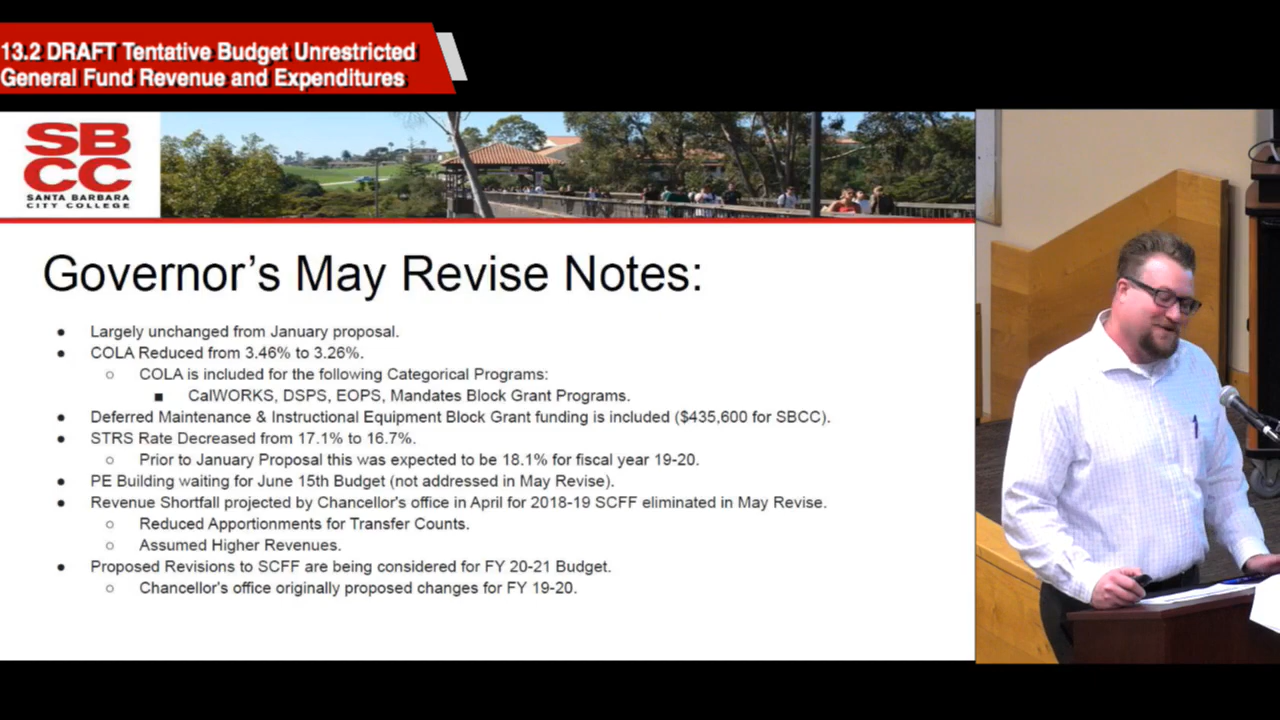 13.2 DRAFT Tentative Budget Unrestricted
General Fund Revenue and Expenditures
SB
CC
SANTA BARBARA
CITY COLLEGE
Governor's May Revise Notes:
● Largely unchanged from January proposal.
● COLA Reduced from 3.46% to 3.26%.
○ COLA is included for the following Categorical Programs:
■ CalWORKS, DSPS, EOPS, Mandates Block Grant Programs.
● Deferred Maintenance & Instructional Equipment Block Grant funding is included ($435,600 for SBCC).
● STRS Rate Decreased from 17.1% to 16.7%.
○ Prior to January Proposal this was expected to be 18.1% for fiscal year 19-20.
● PE Building waiting for June 15th Budget (not addressed in May Revise).
● Revenue Shortfall projected by Chancellor's office in April for 2018-19 SCFF eliminated in May Revise.
○ Reduced Apportionments for Transfer Counts.
○ Assumed Higher Revenues.
● Proposed Revisions to SCFF are being considered for FY 20-21 Budget.
○ Chancellor's office originally proposed changes for FY 19-20.